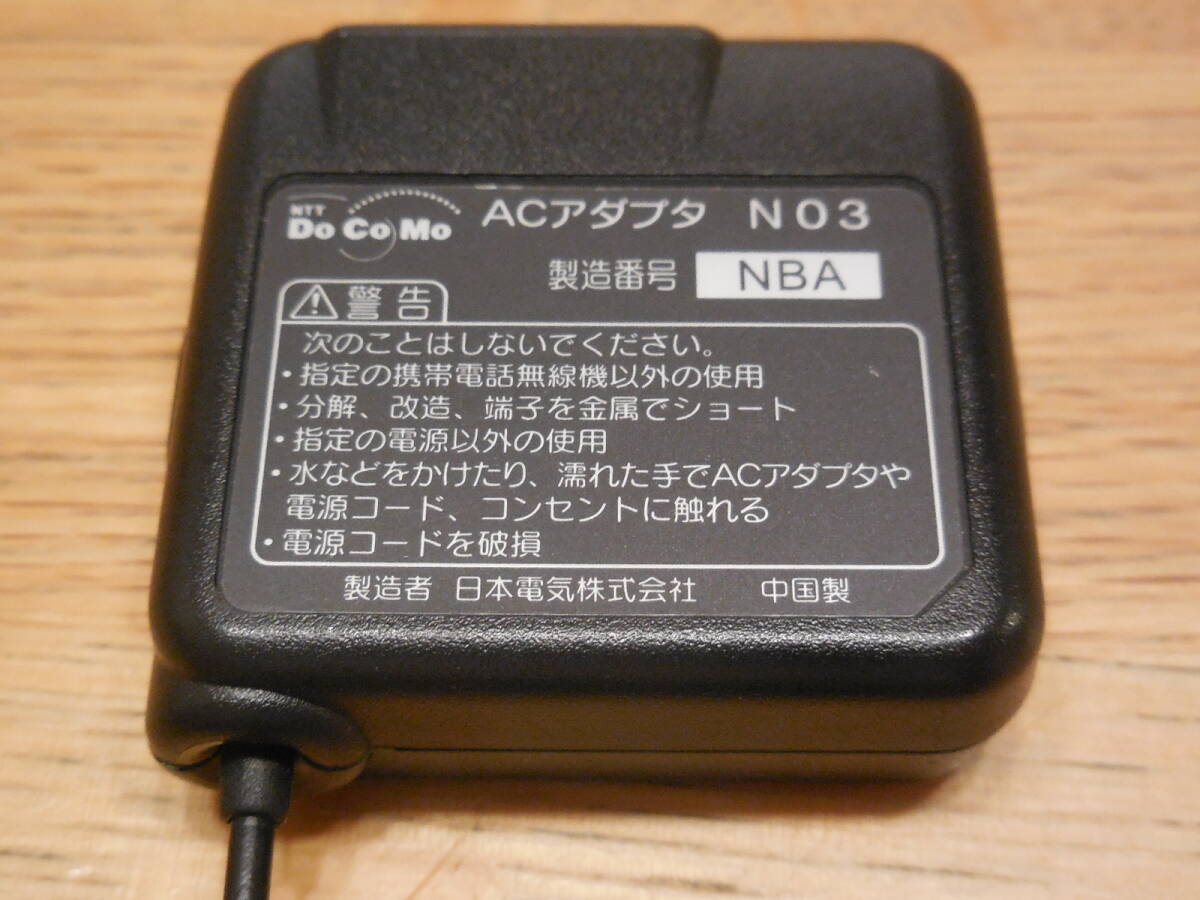 NTT
DoCoMo ACアダプタ N03
製造番号 NBA
警告
次のことはしないでください。
・指定の携帯電話無線機以外の使用
・分解、改造、端子を金属でショート
・指定の電源以外の使用
・水などをかけたり、濡れた手でACアダプタや
電源コード、コンセントに触れる
・電源コードを破損
製造者 日本電気株式会社 中国製